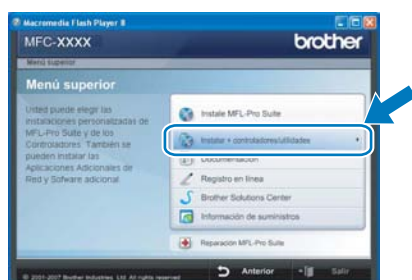 Macromedia Flash Player 8
MFC-XXXX
brother
Menú superior
Menú superior
Usted puede elegir las
instalaciones personalizadas de
MFL-Pro Suite y de los
Controladores. También se
pueden instalar las
Aplicaciones Adicionales de
Red y Sofware adicional.
Instale MFL-Pro Suite
Instalar + controladores/utilidades
Documentación
Registro en línea
Brother Solutions Center
Información de suministros
Reparación MFL-Pro Suite
© 2001-2007 Brother Industries, Ltd. All rights reserved
Anterior
Salir